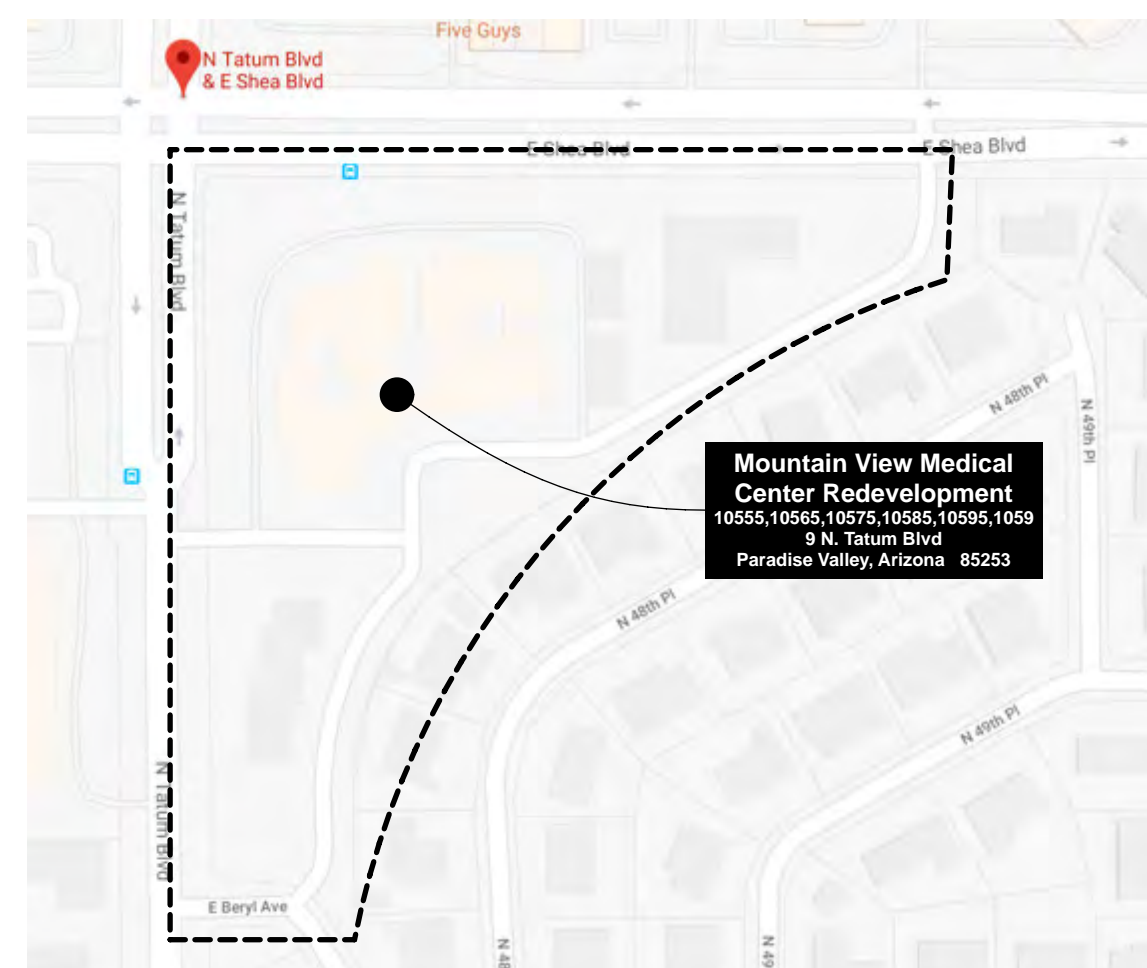 Five Guys
N Tatum Blvd
& E Shea Blvd
E Shea Blvd
E Shea Blvd
N Tatum Blvd
N 48th Pl
N 49th Pl
Mountain View Medical
Center Redevelopment
10555,10565,10575,10585,10595,1059
9 N. Tatum Blvd
Paradise Valley, Arizona 85253
N 48th Pl
N 49th Pl
N Tatum Blvd
E Beryl Ave
N 48
N 49